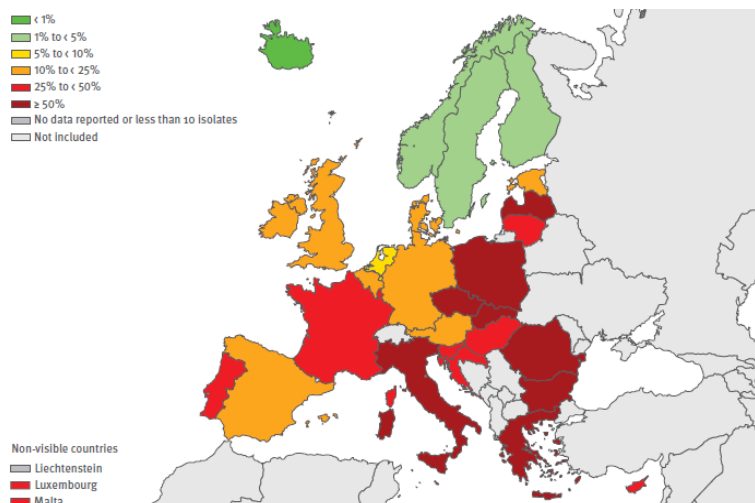 < 1%
1% to < 5%
5% to < 10%
10% to < 25%
25% to < 50%
≥ 50%
No data reported or less than 10 isolates
Not included
Non-visible countries
Liechtenstein
Luxembourg
Malta